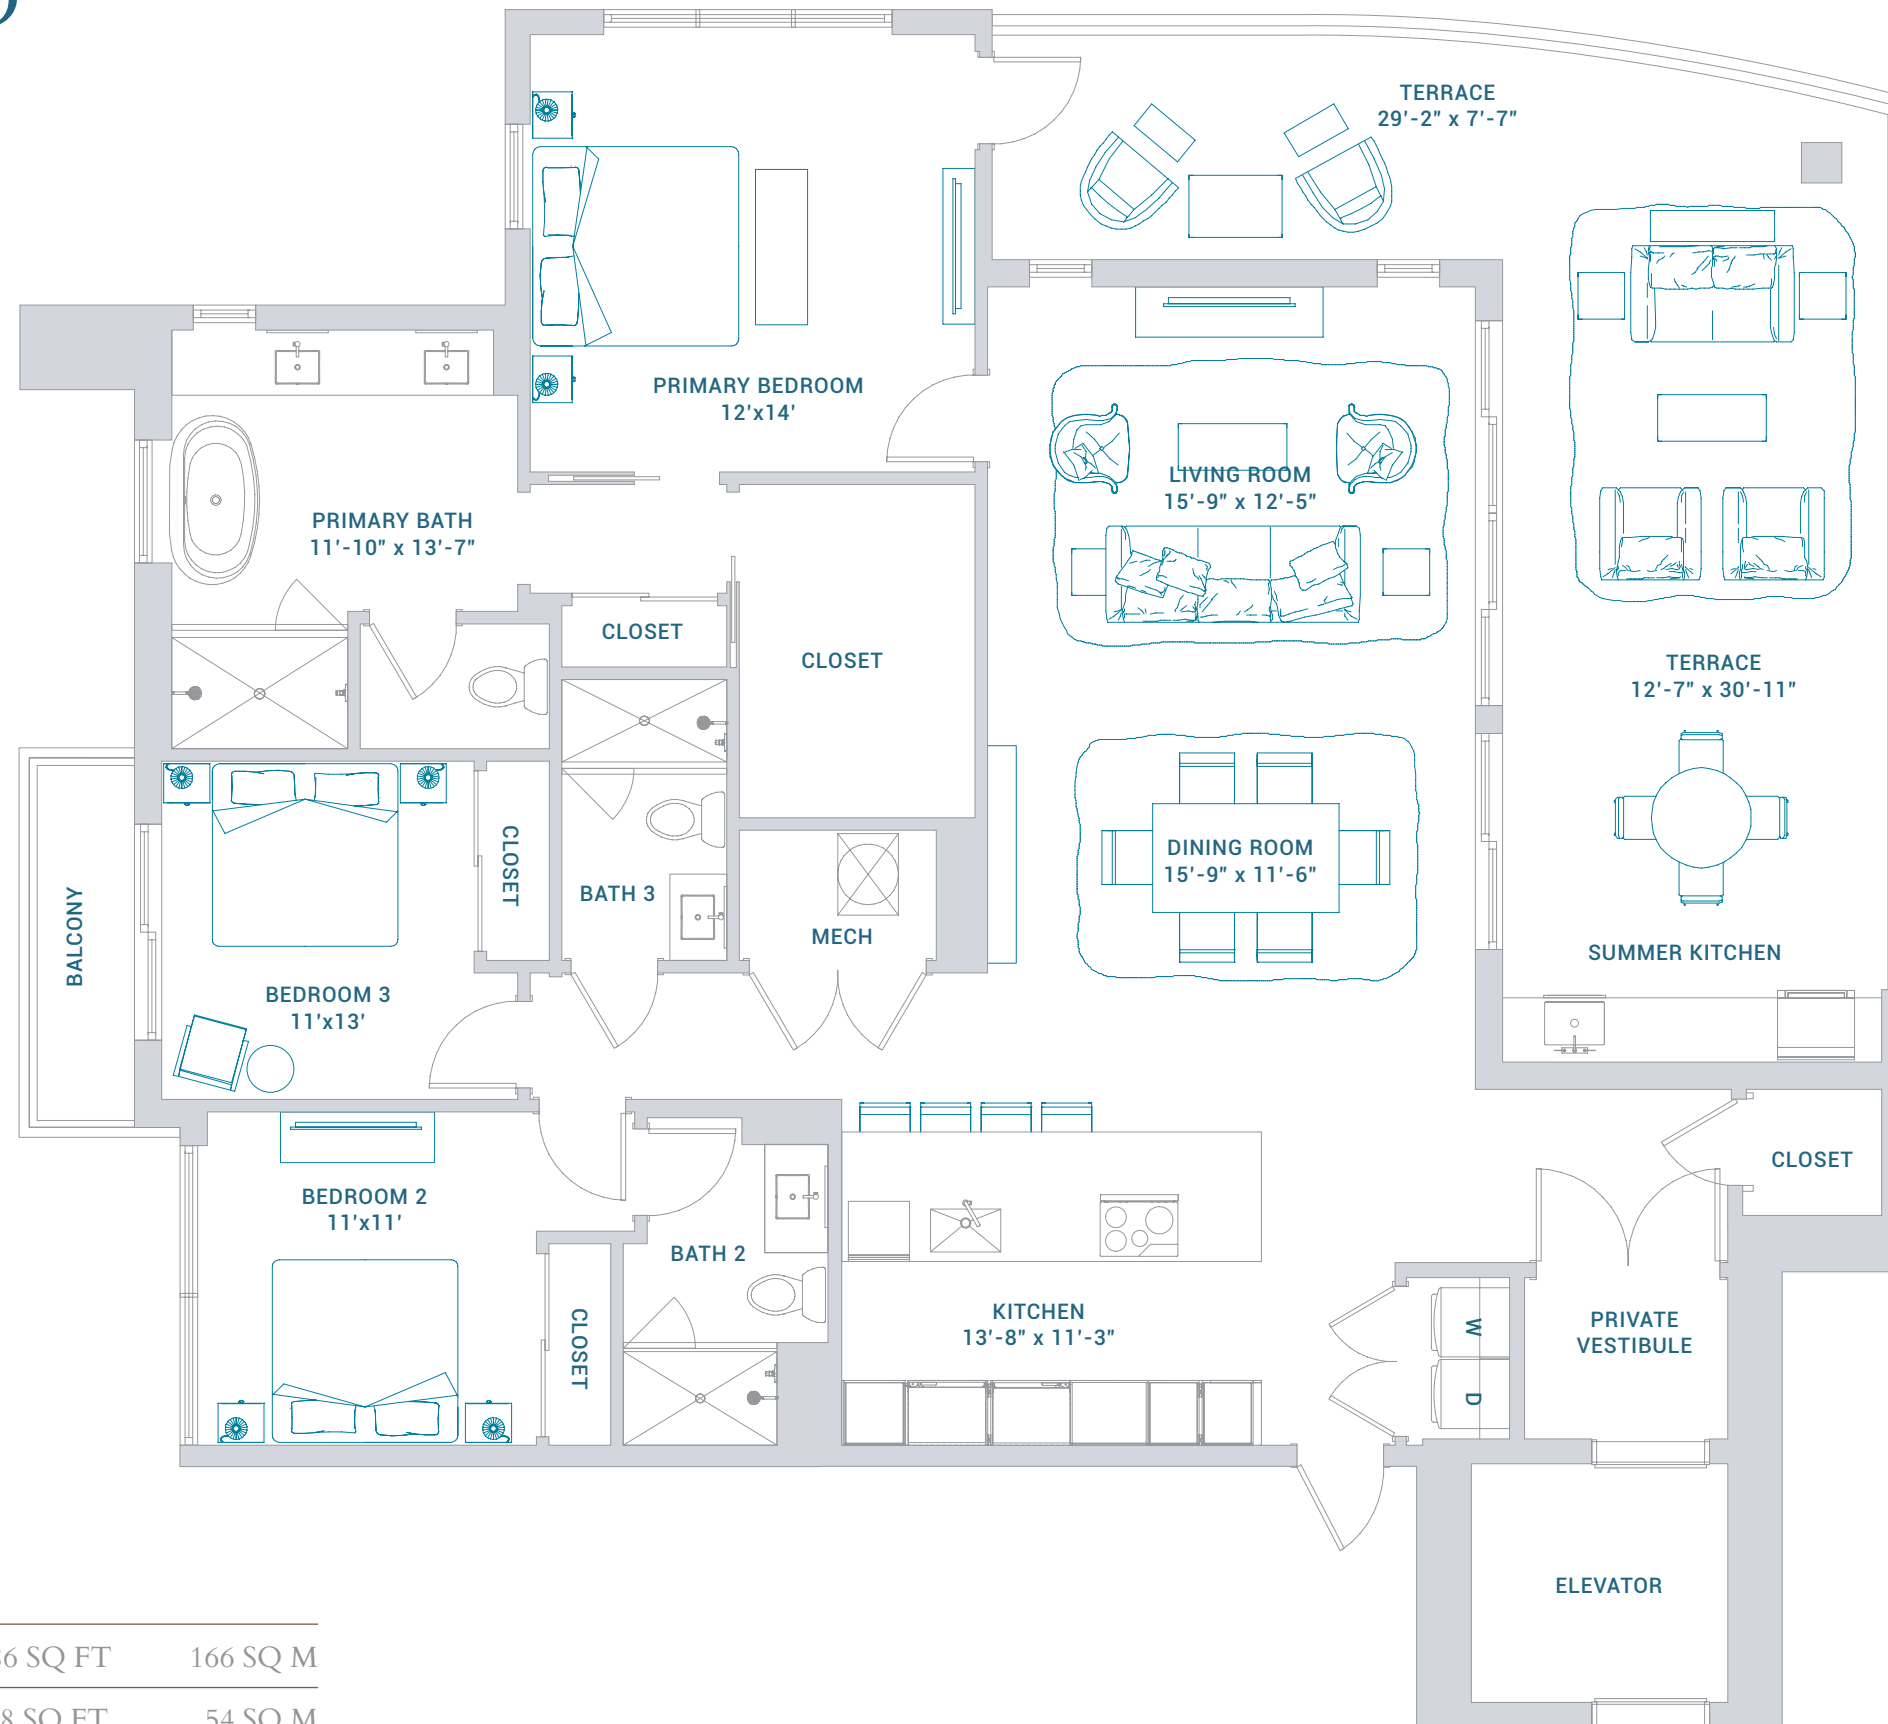 TERRACE
29'-2" x 7'-7"
PRIMARY BEDROOM
12'x14'
LIVING ROOM
15'-9" x 12'-5"
PRIMARY BATH
11'-10" x 13'-7"
CLOSET
CLOSET
TERRACE
12'-7" x 30'-11"
DINING ROOM
15'-9" x 11'-6"
CLOSET
BATH 3
MECH
BALCONY
SUMMER KITCHEN
BEDROOM 3
11'x13'
CLOSET
BEDROOM 2
11'x11'
BATH 2
KITCHEN
13'-8" x 11'-3"
CLOSET
W
D
PRIVATE
VESTIBULE
ELEVATOR
6 SQ FT 166 SQ M
8 SQ FT 54 SQ M